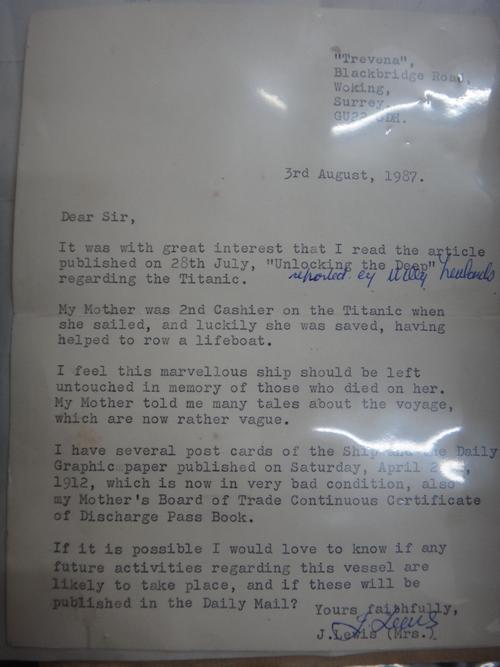 "Trevena",
Blackbridge Road,
Woking,
Surrey,
GU22
3rd August, 1987.
Dear Sir,
It was with great interest that I read the article
published on 28th July, "Unlocking the Deep"
reported by Willy Newlands
regarding the Titanic.
My Mother was 2nd Cashier on the Titanic when
she sailed, and luckily she was saved, having
helped to row a lifeboat.
I feel this marvellous ship should be left
untouched in memory of those who died on her.
My Mother told me many tales about the voyage,
which are now rather vague.
I have several post cards of the Ship and the Daily
Graphic paper published on Saturday, April
1912, which is now in very bad condition, also
my Mother's Board of Trade Continuous Certificate
of Discharge Pass Book.
If it is possible I would love to know if any
future activities regarding this vessel are
likely to take place, and if these will be
published in the Daily Mail?
Yours faithfully,
J. Lewis
J.Lewis (Mrs.)